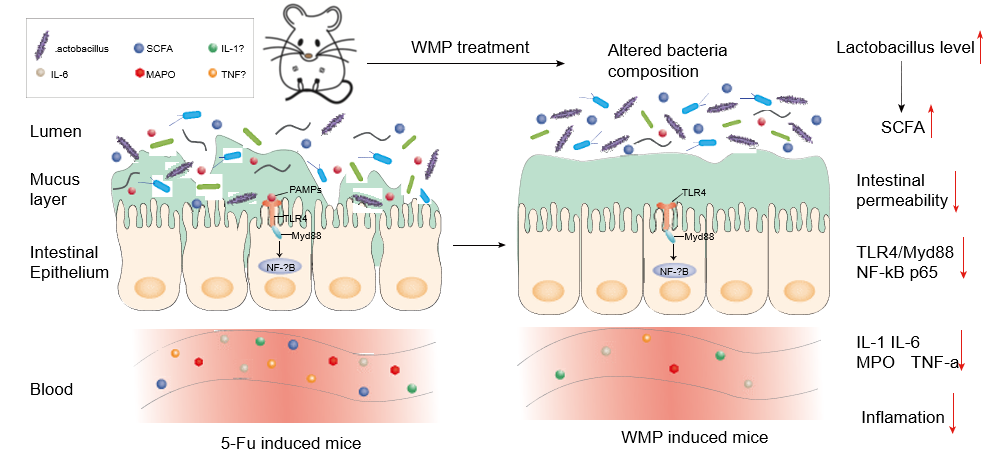 .actobacillus
SCFA
IL-1?
IL-6
MAPO
TNF?
WMP treatment
Altered bacteria
composition
Lactobacillus level
SCFA
Lumen
Mucus
layer
Intestinal
Epithelium
Blood
PAMPs
TLR4
Myd88
NF-?B
TLR4
Myd88
NF-?B
Intestinal
permeability
TLR4/Myd88
NF-kB p65
IL-1 IL-6
MPO TNF-a
Inflamation
5-Fu induced mice
WMP induced mice